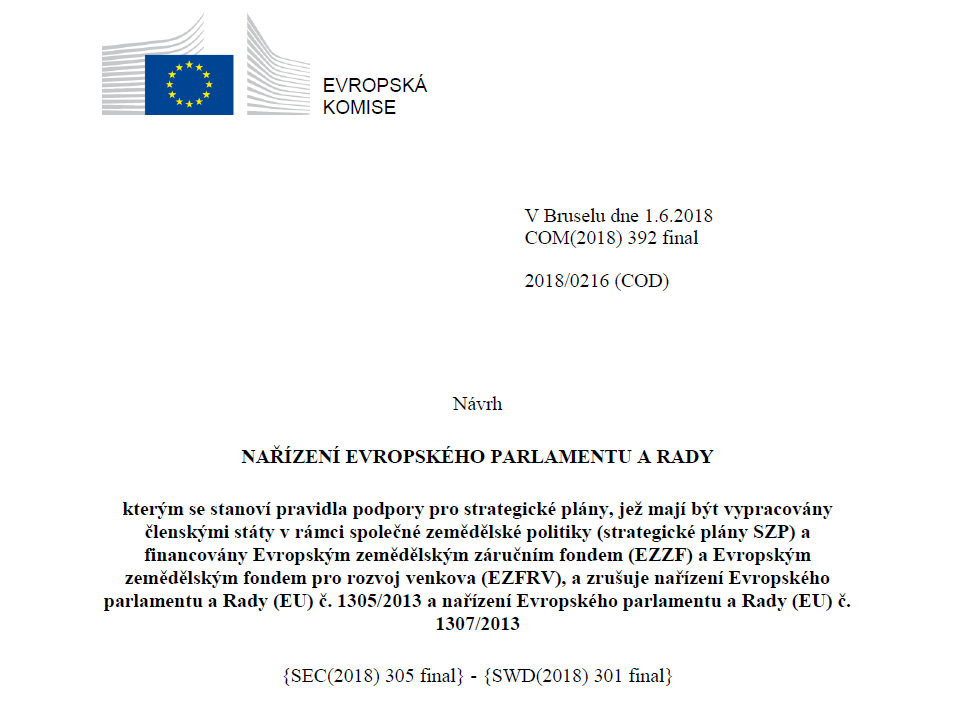 EVROPSKÁ
KOMISE
V Bruselu dne 1.6.2018
COM(2018) 392 final
2018/0216 (COD)
Návrh
NAŘÍZENÍ EVROPSKÉHO PARLAMENTU A RADY
kterým se stanoví pravidla podpory pro strategické plány, jež mají být vypracovány
členskými státy v rámci společné zemědělské politiky (strategické plány SZP) a
financovány Evropským zemědělským záručním fondem (EZZF) a Evropským
zemědělským fondem pro rozvoj venkova (EZFRV), a zrušuje nařízení Evropského
parlamentu a Rady (EU) č. 1305/2013 a nařízení Evropského parlamentu a Rady (EU) č.
1307/2013
{SEC(2018) 305 final} - {SWD(2018) 301 final}